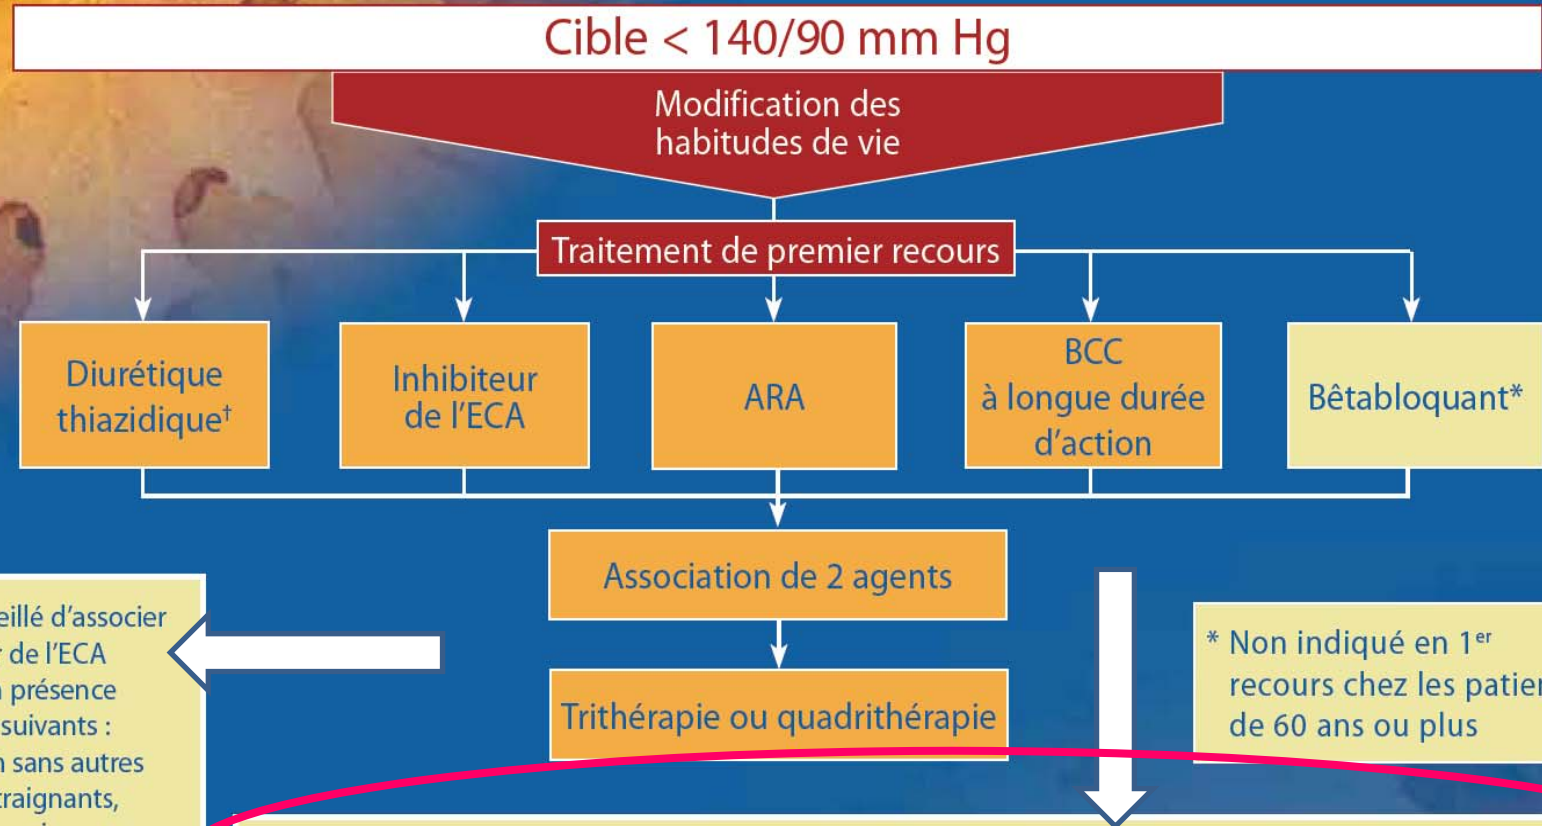 Cible < 140/90 mm Hg
Modification des
habitudes de vie
Traitement de premier recours
Diurétique
thiazidique†
Inhibiteur
de l'ECA
ARA
BCC
à longue durée
d'action
Bêtabloquant*
Association de 2 agents
Trithérapie ou quadrithérapie
d'associer
de l'ECA
présence
suivants :
sans autres
* Non indiqué en 1er
recours chez les
de 60 ans ou plus